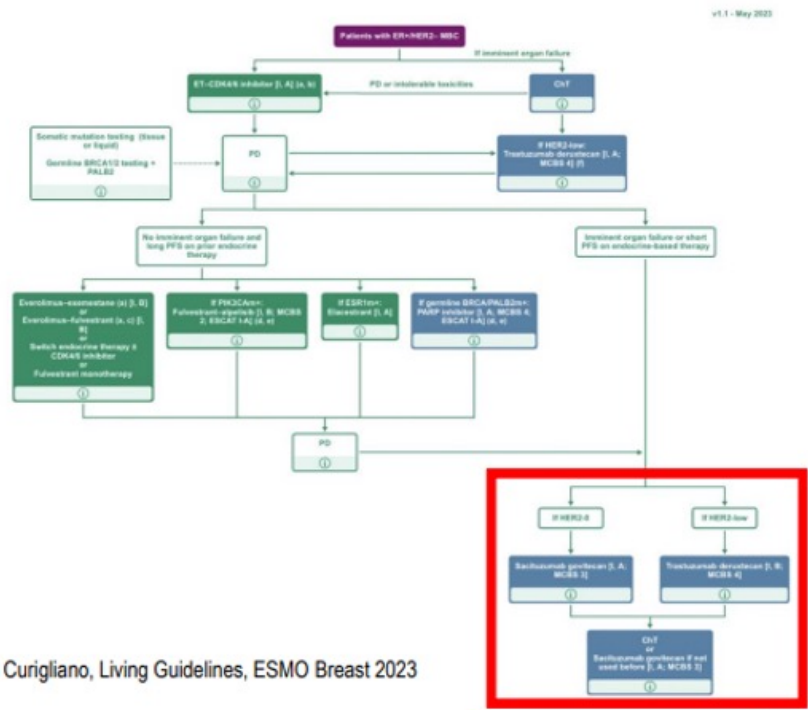 v1.1 - May 2023
Patients with ER+/HER2– MBC
If imminent organ failure
ET–CDK4/6 inhibitor [I, A] (a, b)
PD or intolerable toxicities
ChT
Somatic mutation testing (tissue
or liquid)
Germline BRCA1/2 testing +
PALB2
PD
If HER2-low:
Trastuzumab deruxtecan [I, A;
MCBS 4] (f)
No imminent organ failure and
long PFS on prior endocrine
therapy
Imminent organ failure or short
PFS on endocrine-based therapy
Everolimus–exemestane (a) [I, B]
or
Everolimus–fulvestrant (a, c) [I,
B]
or
Switch endocrine therapy ±
CDK4/6 inhibitor
or
Fulvestrant monotherapy
If PIK3CAm+:
Fulvestrant–alpelisib [I, B; MCBS
2; ESCAT I-A] (d, e)
If ESR1m+:
Elacestrant [I, A]
If germline BRCA/PALB2m+:
PARP inhibitor [I, A; MCBS 4;
ESCAT I-A] (d, e)
PD
If HER2-0
If HER2-low
Sacituzumab govitecan [I, A;
MCBS 3]
Trastuzumab deruxtecan [I, B;
MCBS 4]
ChT
or
Sacituzumab govitecan if not
used before [I, A; MCBS 3]
Curigliano, Living Guidelines, ESMO Breast 2023